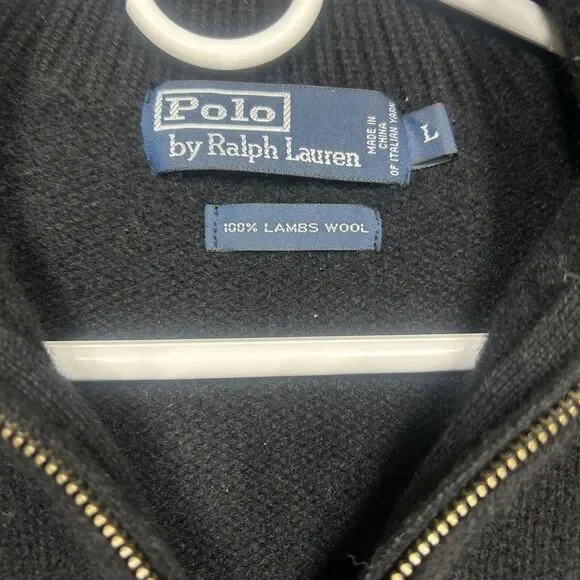 Polo
by Ralph Lauren
MADE IN
CHINA
OF ITALIAN YARN
L
100% LAMBS WOOL